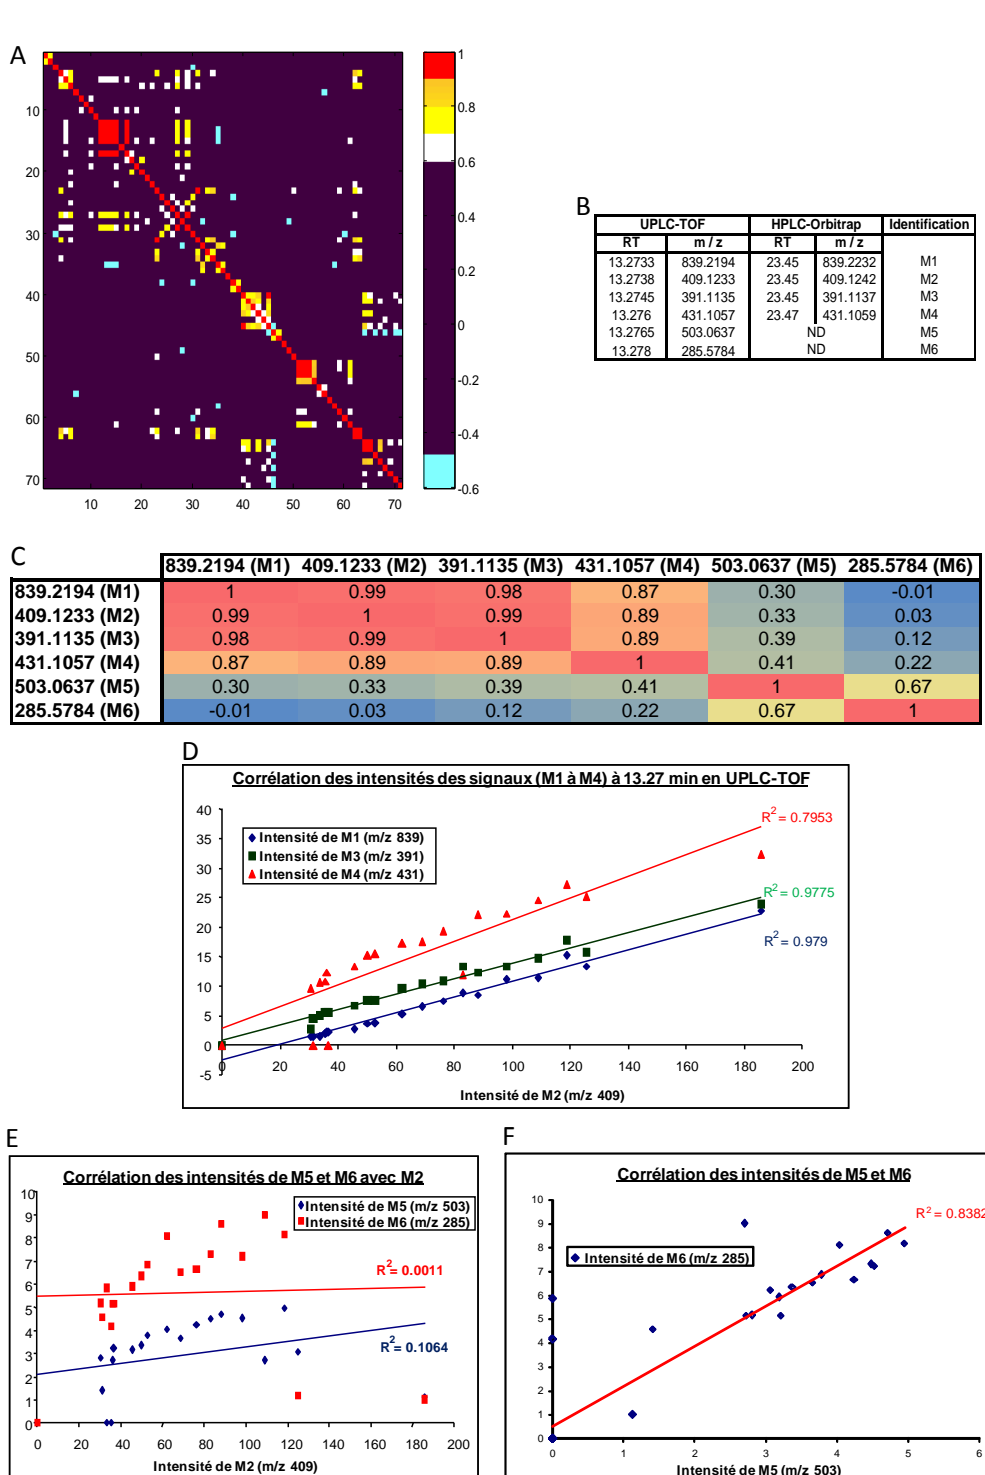 A
1
0.8
0.6
0.4
0.2
0
-0.2
-0.4
-0.6
10
20
30
40
50
60
70
10 20 30 40 50 60 70
B
UPLC-TOF HPLC-Orbitrap Identification
RT m / z RT m / z
13.2733 839.2194 23.45 839.2232 M1
13.2738 409.1233 23.45 409.1242 M2
13.2745 391.1135 23.45 391.1137 M3
13.276 431.1057 23.47 431.1059 M4
13.2765 503.0637 ND M5
13.278 285.5784 ND M6
C
839.2194 (M1) 409.1233 (M2) 391.1135 (M3) 431.1057 (M4) 503.0637 (M5) 285.5784 (M6)
839.2194 (M1) 1 0.99 0.98 0.87 0.30 -0.01
409.1233 (M2) 0.99 1 0.99 0.89 0.33 0.03
391.1135 (M3) 0.98 0.99 1 0.89 0.39 0.12
431.1057 (M4) 0.87 0.89 0.89 1 0.41 0.22
503.0637 (M5) 0.30 0.33 0.39 0.41 1 0.67
285.5784 (M6) -0.01 0.03 0.12 0.22 0.67 1
D
Corrélation des intensités des signaux (M1 à M4) à 13.27 min en UPLC-TOF
40
35
30
25
20
15
10
5
0
-5
Intensité de M1 (m/z 839)
Intensité de M3 (m/z 391)
Intensité de M4 (m/z 431)
R² = 0.7953
R² = 0.9775
R² = 0.979
0 20 40 60 80 100 120 140 160 180 200
Intensité de M2 (m/z 409)
E
Corrélation des intensités de M5 et M6 avec M2
10
9
8
7
6
5
4
3
2
1
0
Intensité de M5 (m/z 503)
Intensité de M6 (m/z 285)
R² = 0.0011
R² = 0.1064
0 20 40 60 80 100 120 140 160 180 200
Intensité de M2 (m/z 409)
F
Corrélation des intensités de M5 et M6
10
9
8
7
6
5
4
3
2
1
0
Intensité de M6 (m/z 285)
R² = 0.8382
0 1 2 3 4 5 6
Intensité de M5 (m/z 503)